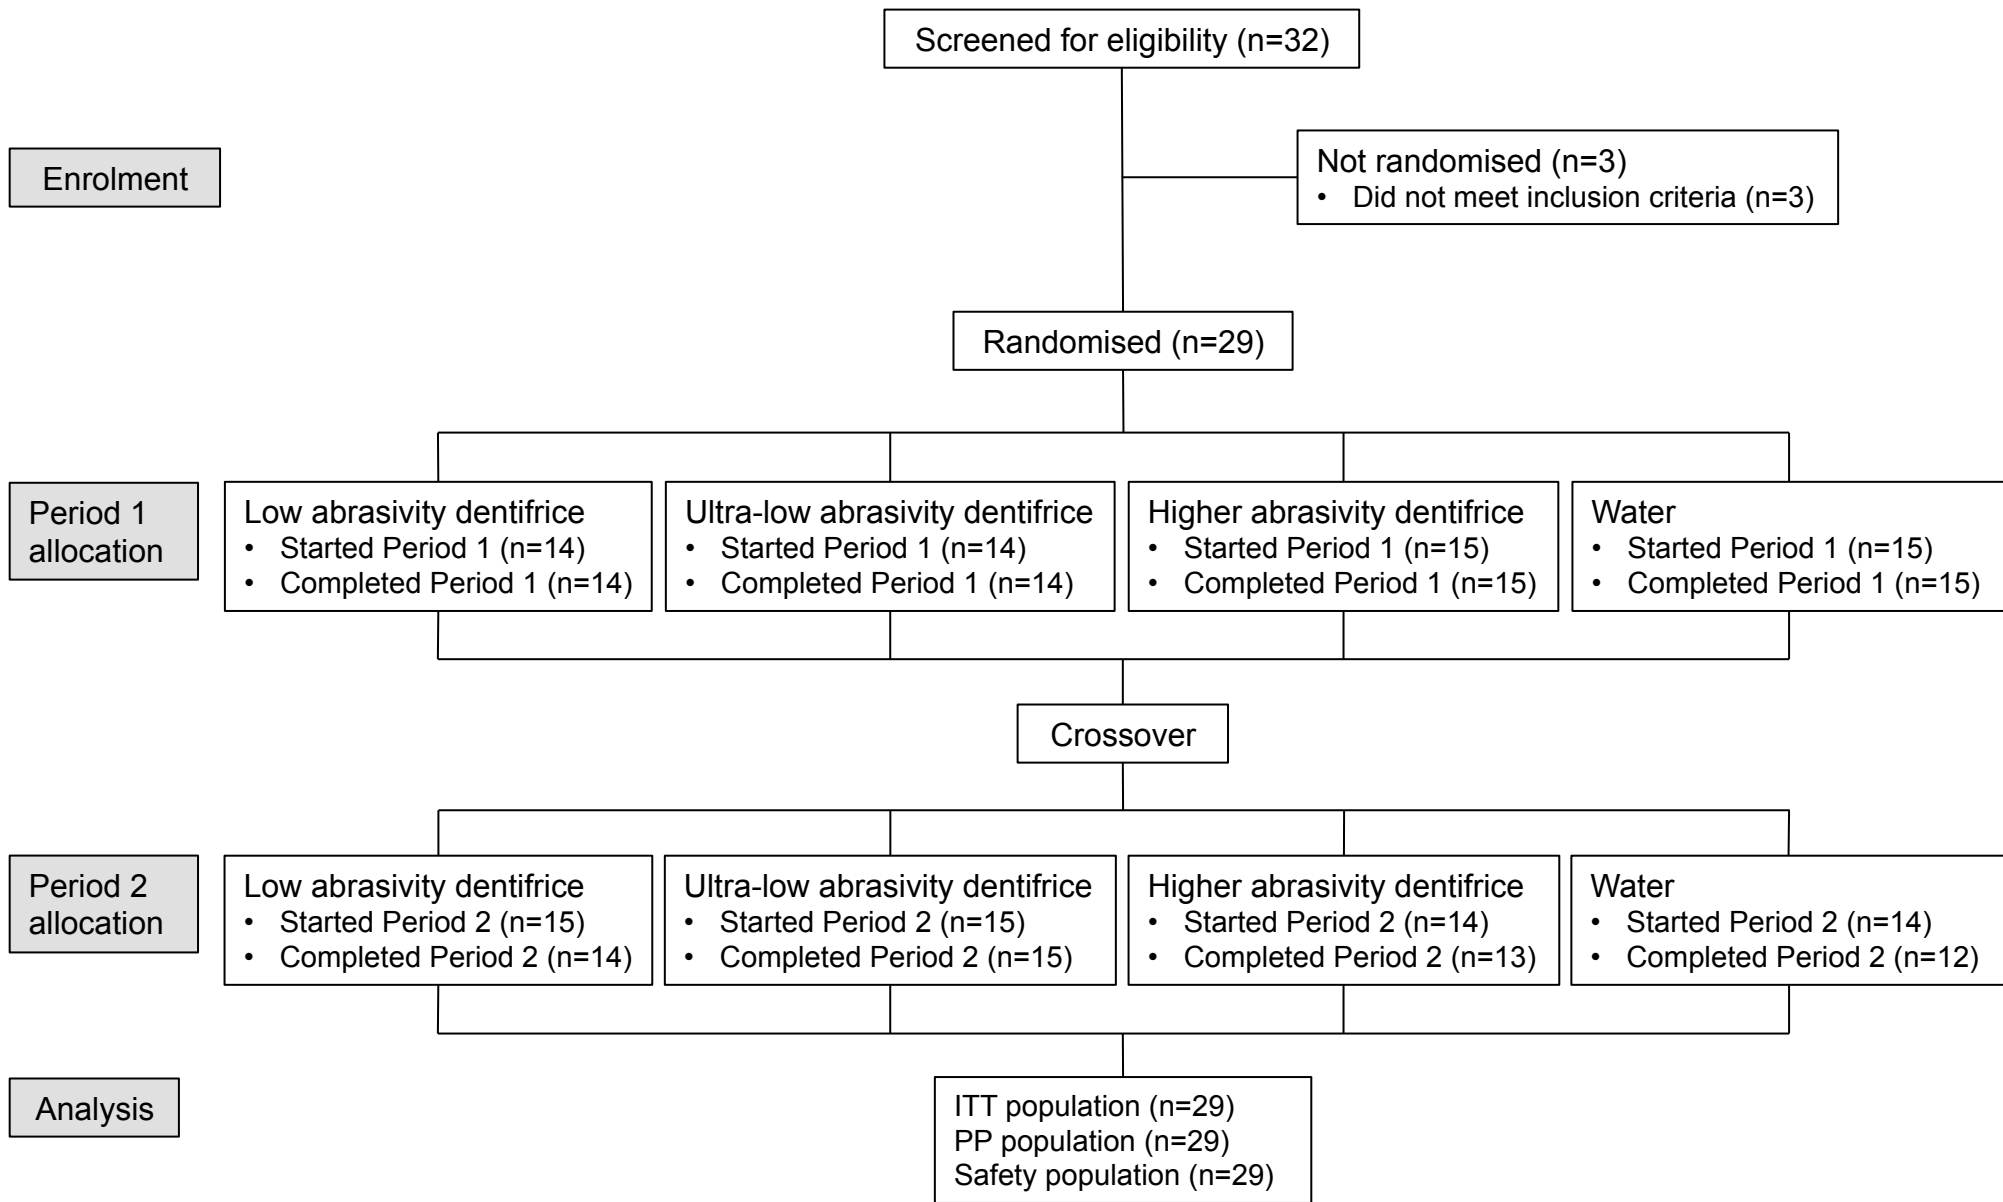 Screened for eligibility (n=32)
Enrolment
Not randomised (n=3)
• Did not meet inclusion criteria (n=3)
Randomised (n=29)
Period 1
allocation
Low abrasivity dentifrice
• Started Period 1 (n=14)
• Completed Period 1 (n=14)
Ultra-low abrasivity dentifrice
• Started Period 1 (n=14)
• Completed Period 1 (n=14)
Higher abrasivity dentifrice
• Started Period 1 (n=15)
• Completed Period 1 (n=15)
Water
• Started Period 1 (n=15)
• Completed Period 1 (n=15)
Crossover
Period 2
allocation
Low abrasivity dentifrice
• Started Period 2 (n=15)
• Completed Period 2 (n=14)
Ultra-low abrasivity dentifrice
• Started Period 2 (n=15)
• Completed Period 2 (n=15)
Higher abrasivity dentifrice
• Started Period 2 (n=14)
• Completed Period 2 (n=13)
Water
• Started Period 2 (n=14)
• Completed Period 2 (n=12)
Analysis
ITT population (n=29)
PP population (n=29)
Safety population (n=29)